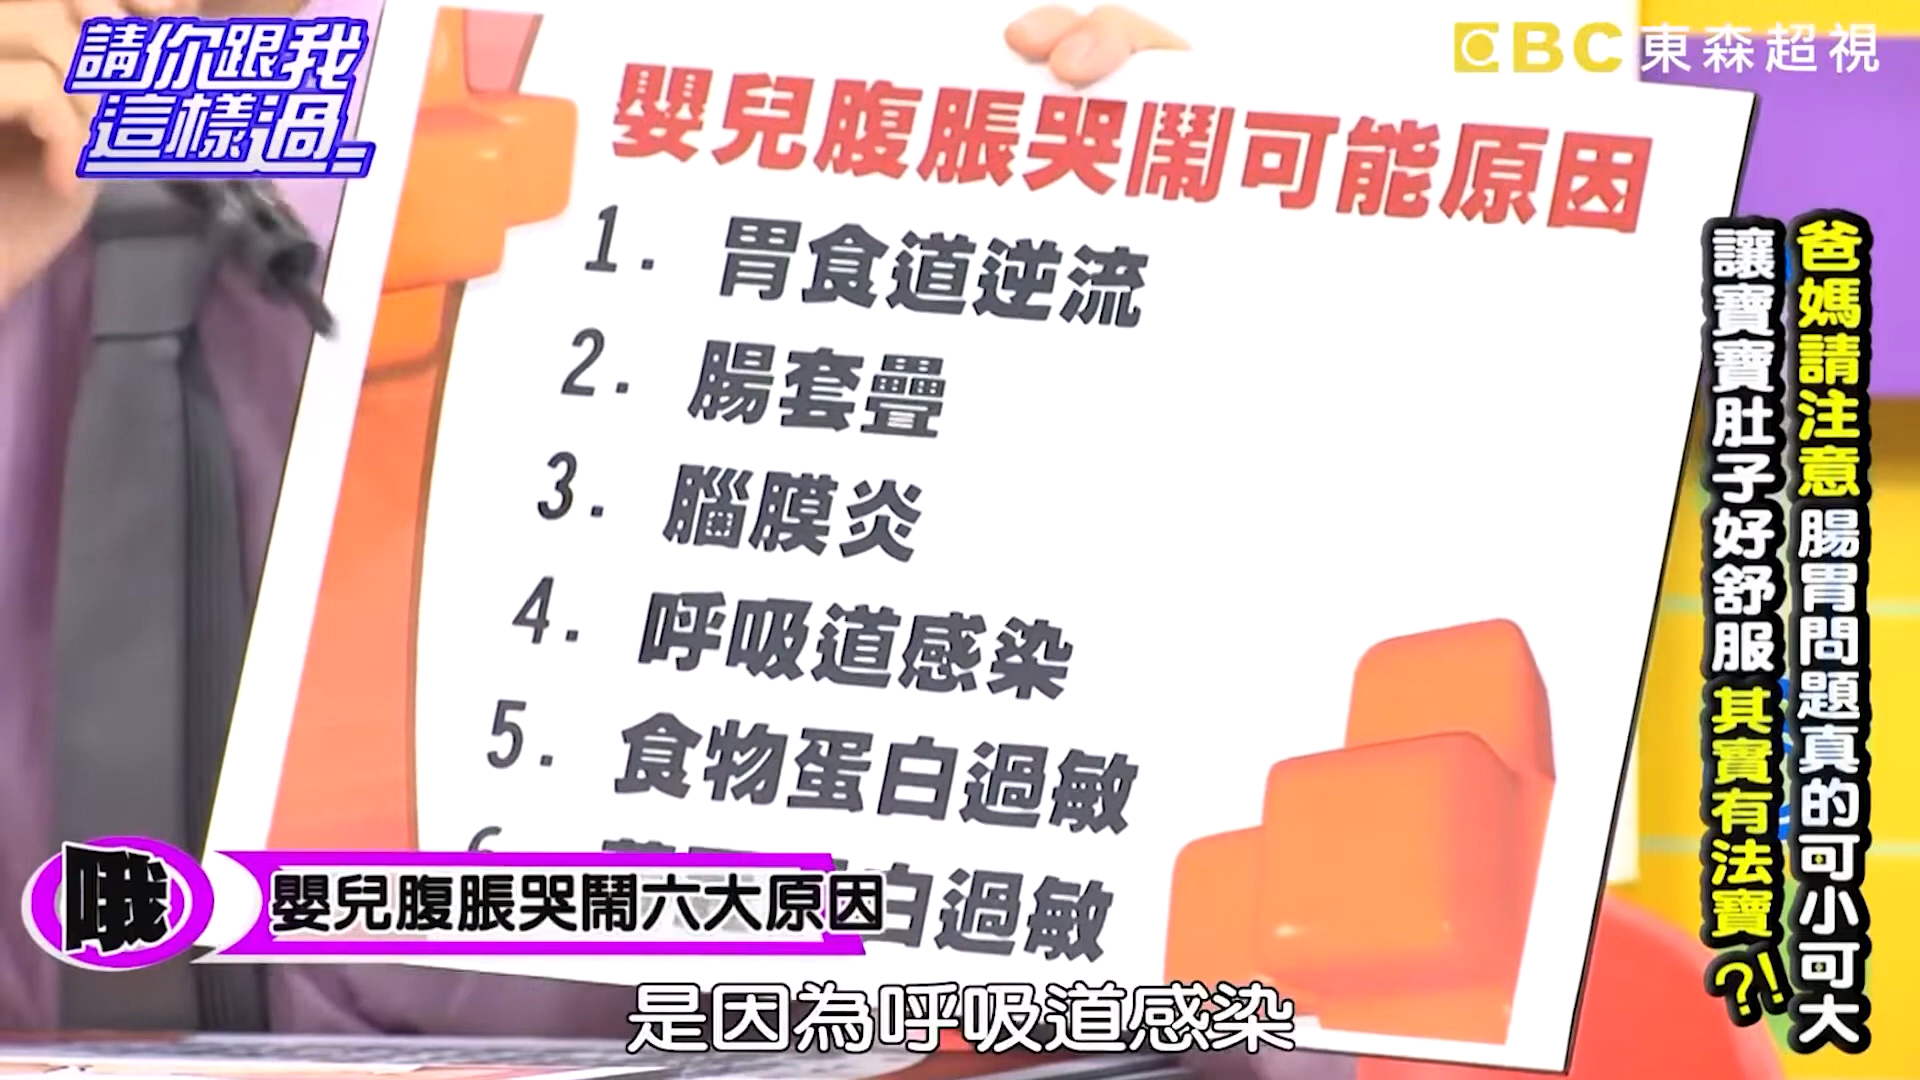 請你跟我
這樣過
EBC 東森超視
嬰兒腹脹哭鬧可能原因
1. 胃食道逆流
2. 腸套疊
3. 腦膜炎
4. 呼吸道感染
5. 食物蛋白過敏
6. 白過敏
爸媽請注意 腸胃問題真的可小可大
讓寶寶肚子好舒服 其實有法寶?!
哦
嬰兒腹脹哭鬧六大原因
是因為呼吸道感染